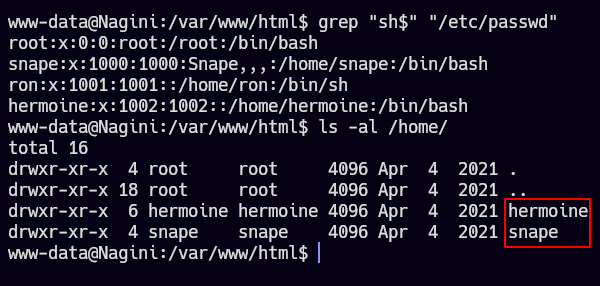 www-data@Nagini:/var/www/html$ grep "sh$" "/etc/passwd"
root:x:0:0:root:/root:/bin/bash
snape:x:1000:1000:Snape,,,:/home/snape:/bin/bash
ron:x:1001:1001::/home/ron:/bin/sh
hermoine:x:1002:1002::/home/hermoine:/bin/bash
www-data@Nagini:/var/www/html$ ls -al /home/
total 16
drwxr-xr-x  4 root     root     4096 Apr  4  2021 .
drwxr-xr-x 18 root     root     4096 Apr  4  2021 ..
drwxr-xr-x  6 hermoine hermoine 4096 Apr  4  2021 hermoine
drwxr-xr-x  4 snape    snape    4096 Apr  4  2021 snape
www-data@Nagini:/var/www/html$